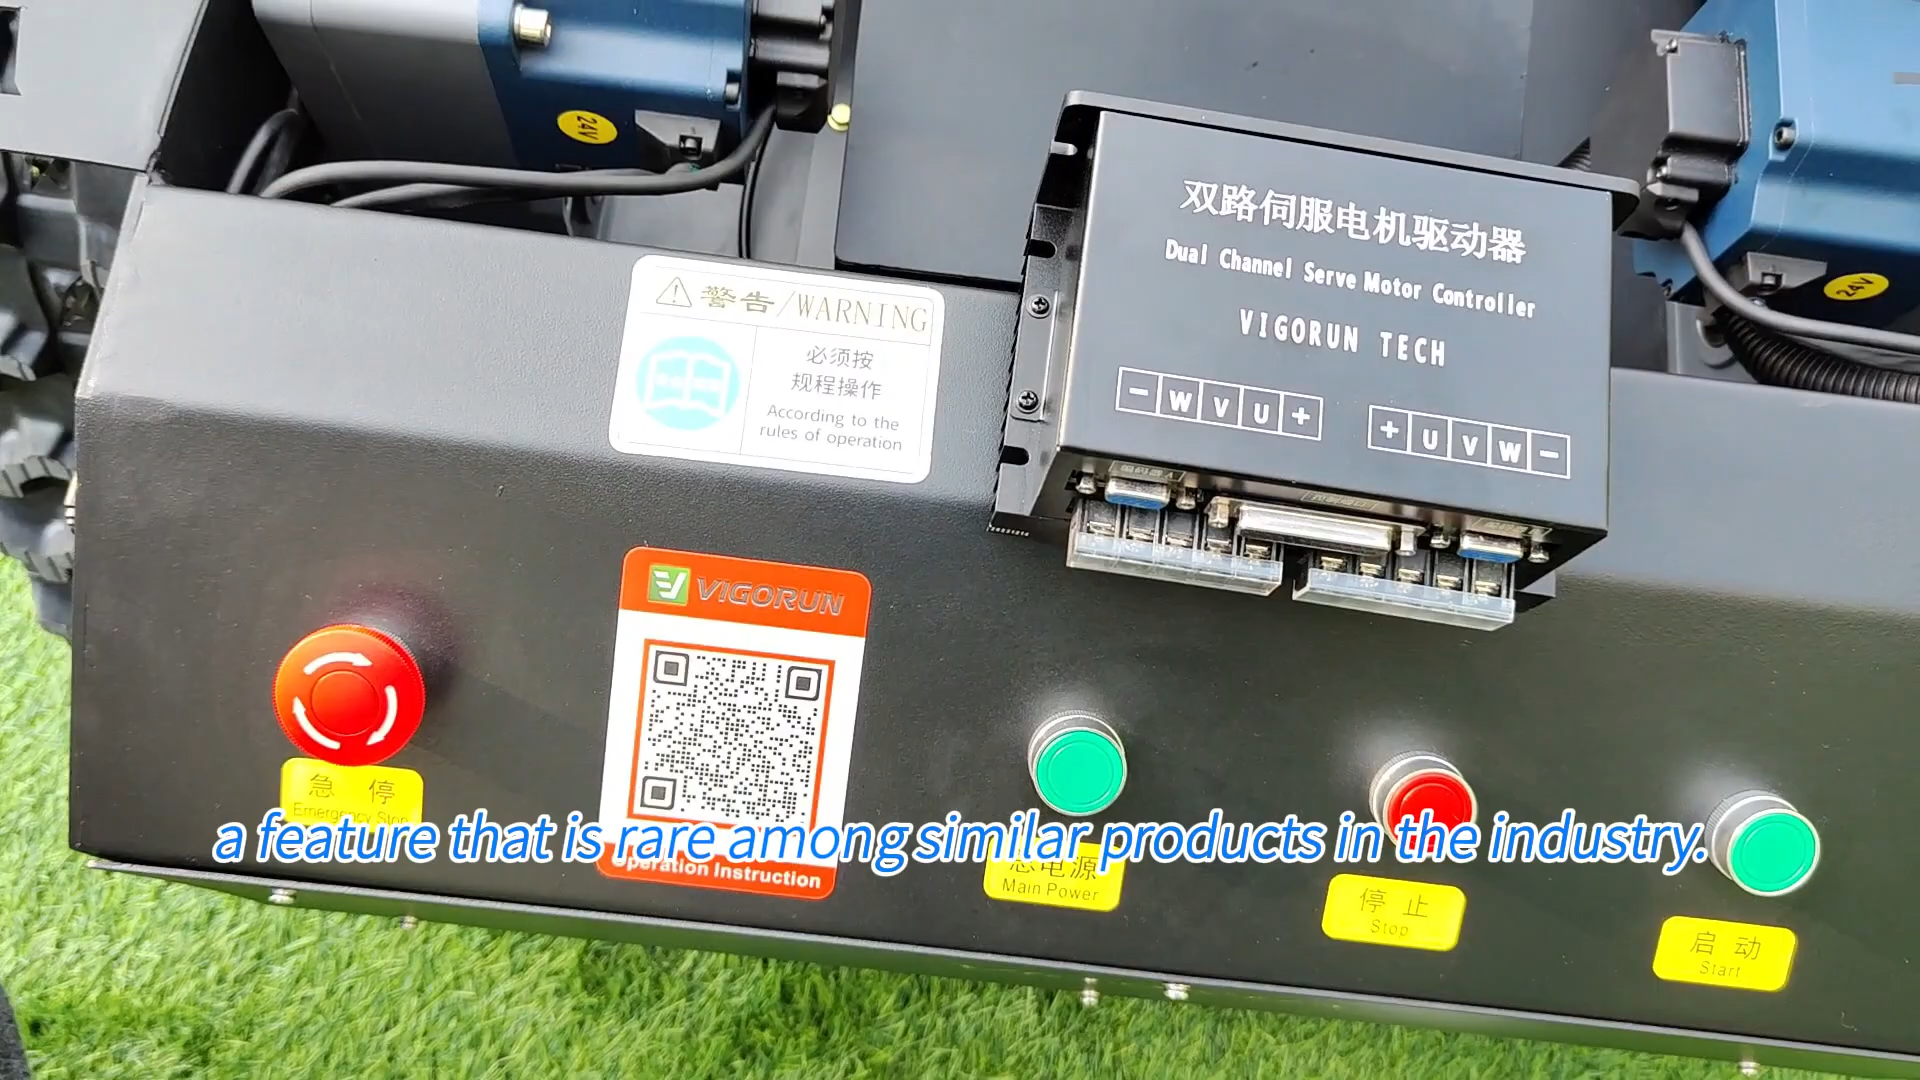 24V
双路伺服电机驱动器
Dual Channel Serve Motor Controller
VIGORUN TECH
- W V U +
+ U V W -
24V
警告/WARNING
必须按
规程操作
According to the
rules of operation
VIGORUN
Operation Instruction
急停
Emergency Stop
总电源
Main Power
停止
Stop
启动
Start
a feature that is rare among similar products in the industry.